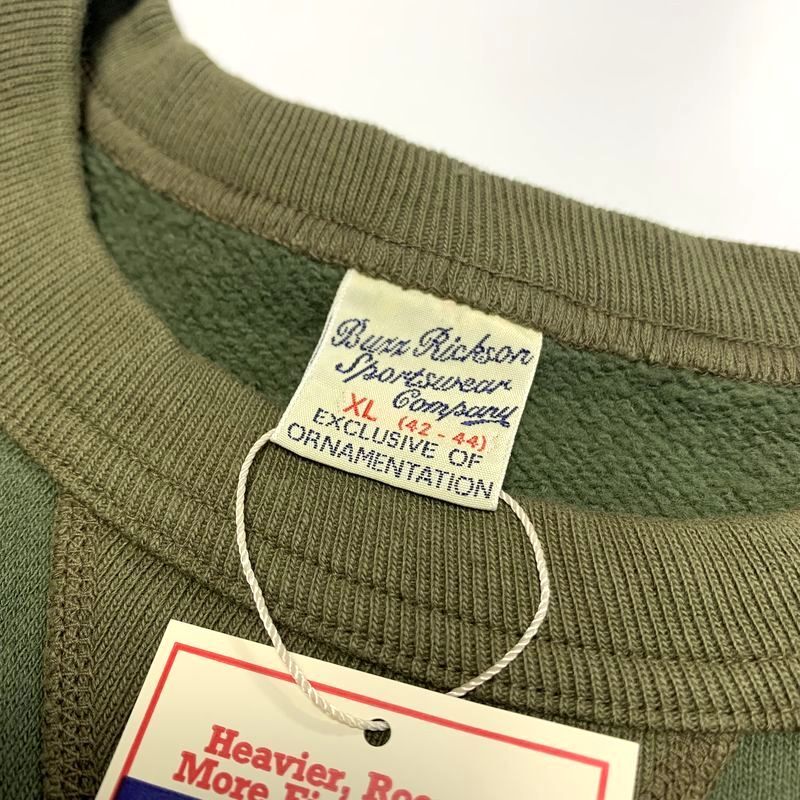 Buzz Rickson
Sportswear
Company
XL (42-44)
EXCLUSIVE OF
ORNAMENTATION
Heavier,
More